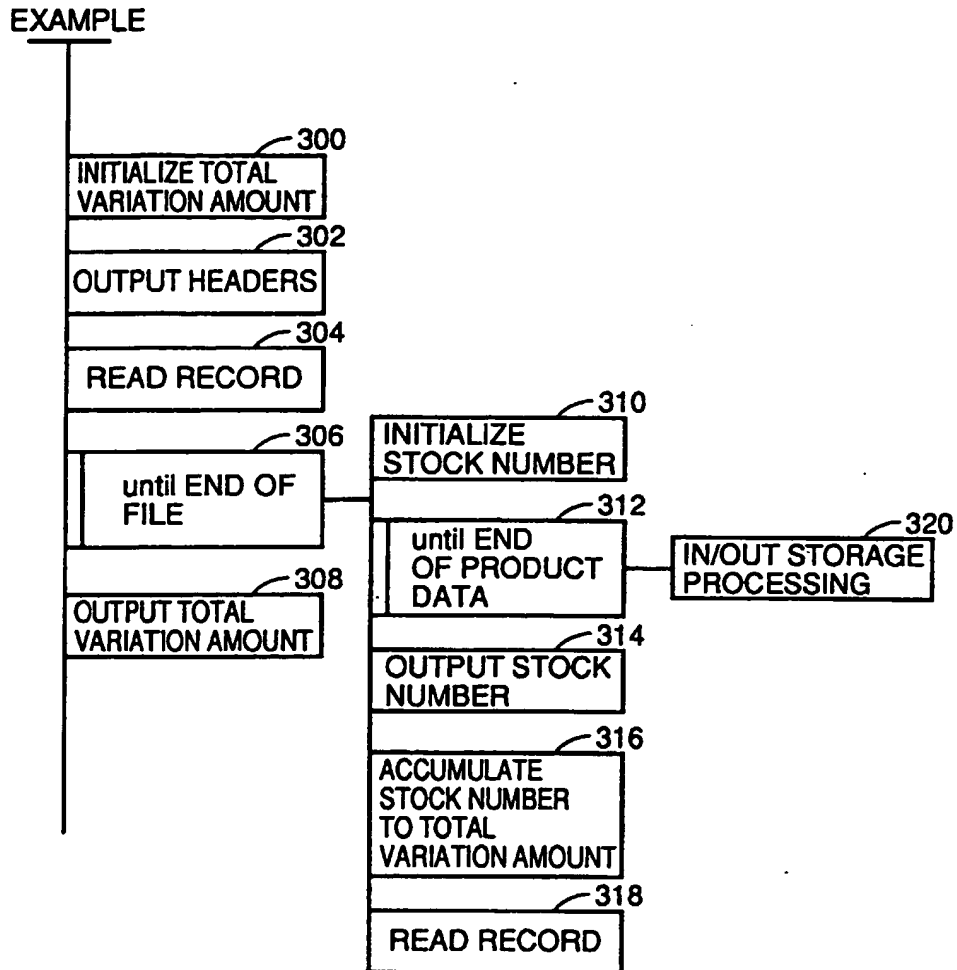 EXAMPLE
300
INITIALIZE TOTAL
VARIATION AMOUNT
302
OUTPUT HEADERS
304
READ RECORD
306
until END OF
FILE
308
OUTPUT TOTAL
VARIATION AMOUNT
310
INITIALIZE
STOCK NUMBER
312
until END
OF PRODUCT
DATA
314
OUTPUT STOCK
NUMBER
316
ACCUMULATE
STOCK NUMBER
TO TOTAL
VARIATION AMOUNT
318
READ RECORD
320
IN/OUT STORAGE
PROCESSING